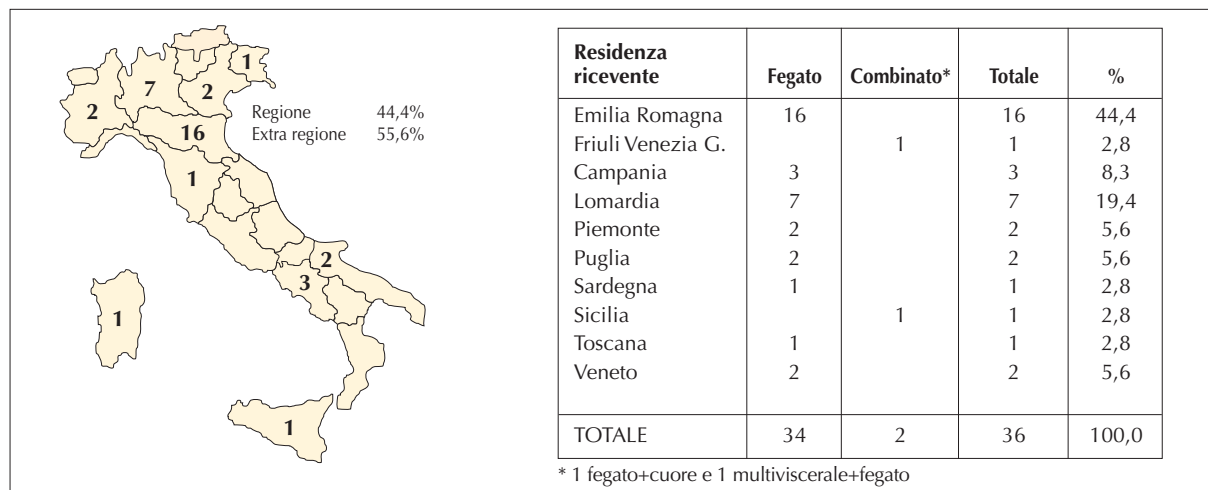 1
7
2
2
Regione 44,4%
16
Extra regione 55,6%
1
2
3
1
1
Residenza ricevente Fegato Combinato* Totale %
Emilia Romagna 16 16 44,4
Friuli Venezia G. 1 1 2,8
Campania 3 3 8,3
Lombardia 7 7 19,4
Piemonte 2 2 5,6
Puglia 2 2 5,6
Sardegna 1 1 2,8
Sicilia 1 1 2,8
Toscana 1 1 2,8
Veneto 2 2 5,6
TOTALE 34 2 36 100,0
* 1 fegato+cuore e 1 multiviscerale+fegato